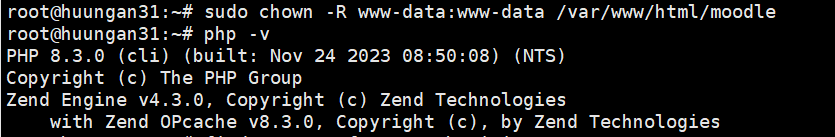 root@huungan31:~# sudo chown -R www-data:www-data /var/www/html/moodle
root@huungan31:~# php -v
PHP 8.3.0 (cli) (built: Nov 24 2023 08:50:08) (NTS)
Copyright (c) The PHP Group
Zend Engine v4.3.0, Copyright (c) Zend Technologies
    with Zend OPcache v8.3.0, Copyright (c), by Zend Technologies